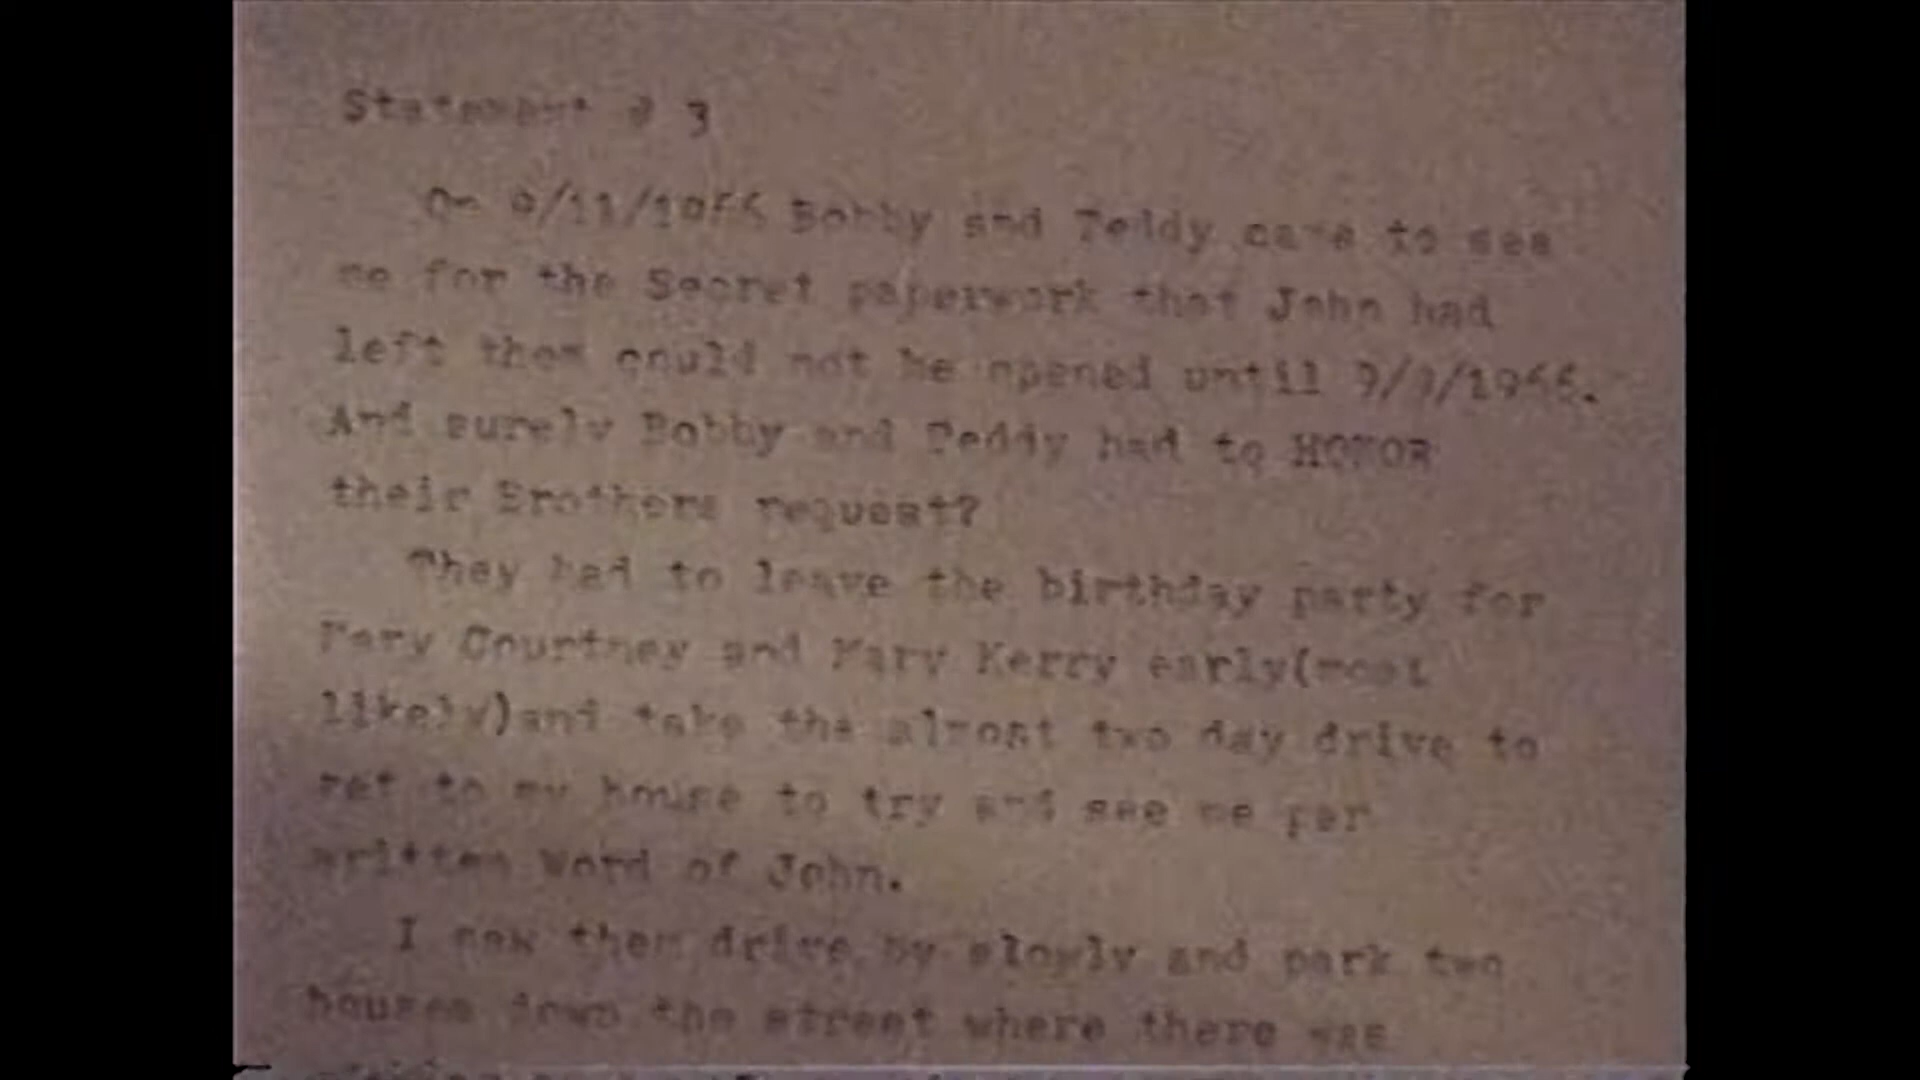 Statement # 3
On 9/11/1966 Bobby and Teddy came to see
me for the Secret paperwork that John had
left them could not be opened until 9/9/1966.
And surely Bobby and Teddy had to HONOR
their Brothers request?
They had to leave the birthday party for
Mary Courtney and Mary Kerry early(most
likely)and take the almost two day drive to
get to my house to try and see me per
written word of John.
I saw them drive by slowly and park two
houses down the street where there was